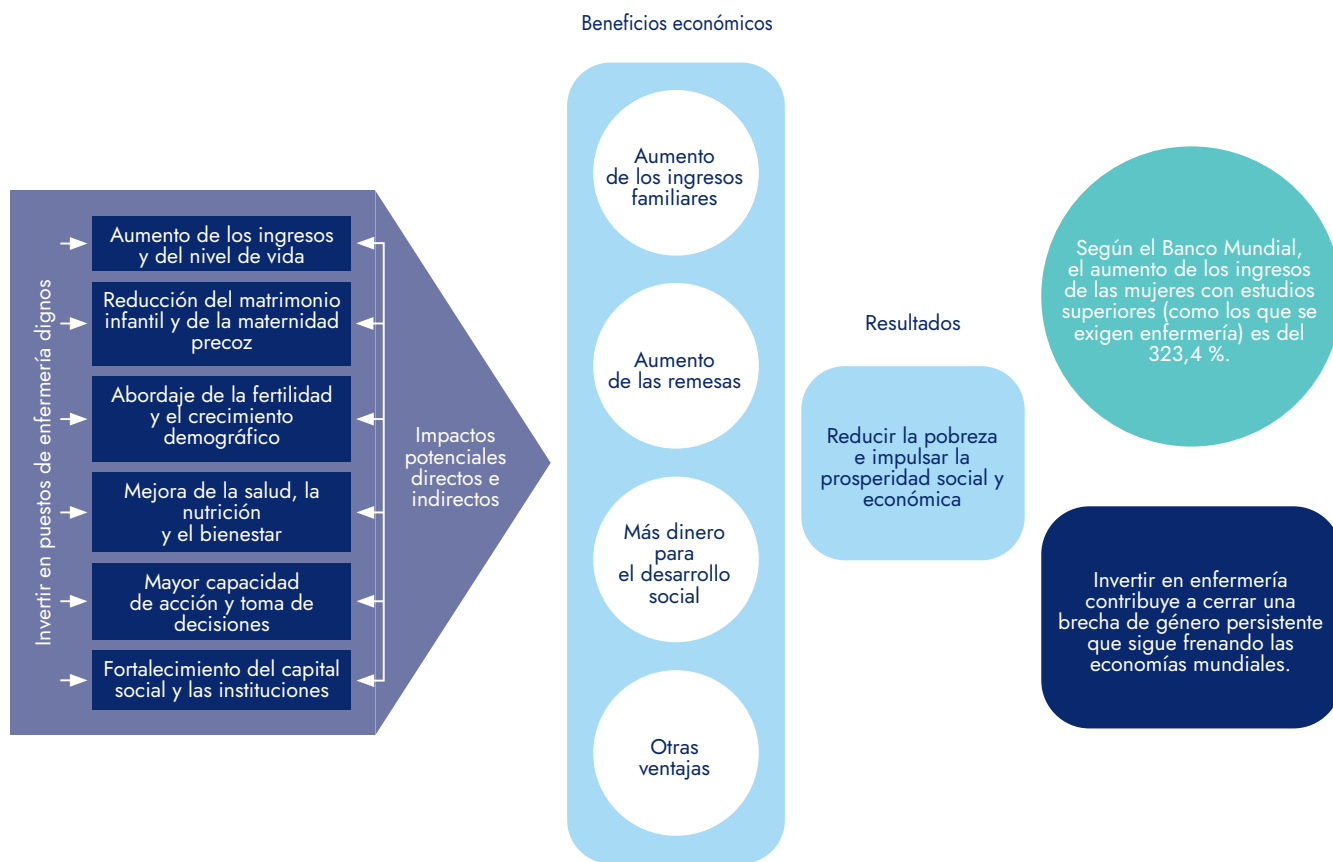 Invertir en puestos de enfermería dignos
Aumento de los ingresos
y del nivel de vida
Reducción del matrimonio
infantil y de la maternidad
precoz
Abordaje de la fertilidad
y el crecimiento
demográfico
Mejora de la salud, la
nutrición
y el bienestar
Mayor capacidad
de acción y toma de
decisiones
Fortalecimiento del capital
social y las instituciones
Impactos
potenciales
directos e
indirectos
Beneficios económicos
Aumento
de los ingresos
familiares
Aumento
de las remesas
Más dinero
para
el desarrollo
social
Otras
ventajas
Resultados
Reducir la pobreza
e impulsar la
prosperidad social y
económica
Según el Banco Mundial,
el aumento de los ingresos
de las mujeres con estudios
superiores (como los que se
exigen enfermería) es del
323,4 %.
Invertir en enfermería
contribuye a cerrar una
brecha de género persistente
que sigue frenando las
economías mundiales.